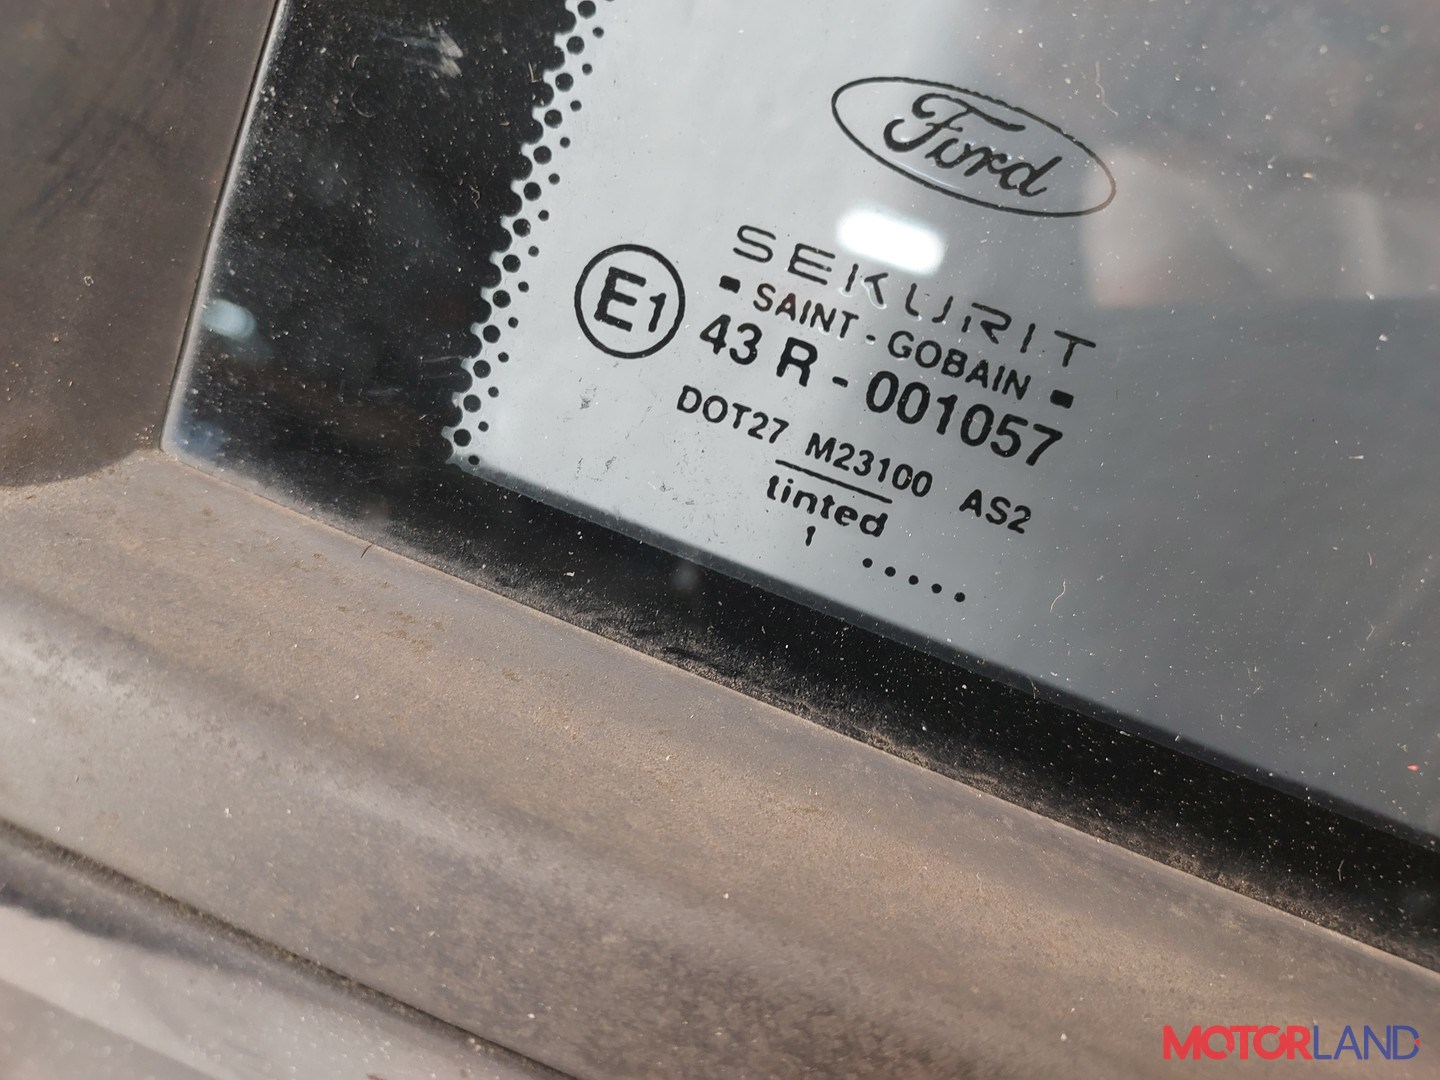 Ford
SEKURIT
SAINT - GOBAIN
E1
43 R - 001057
DOT27 M23100 AS2
tinted
1 .....
MOTORLAND